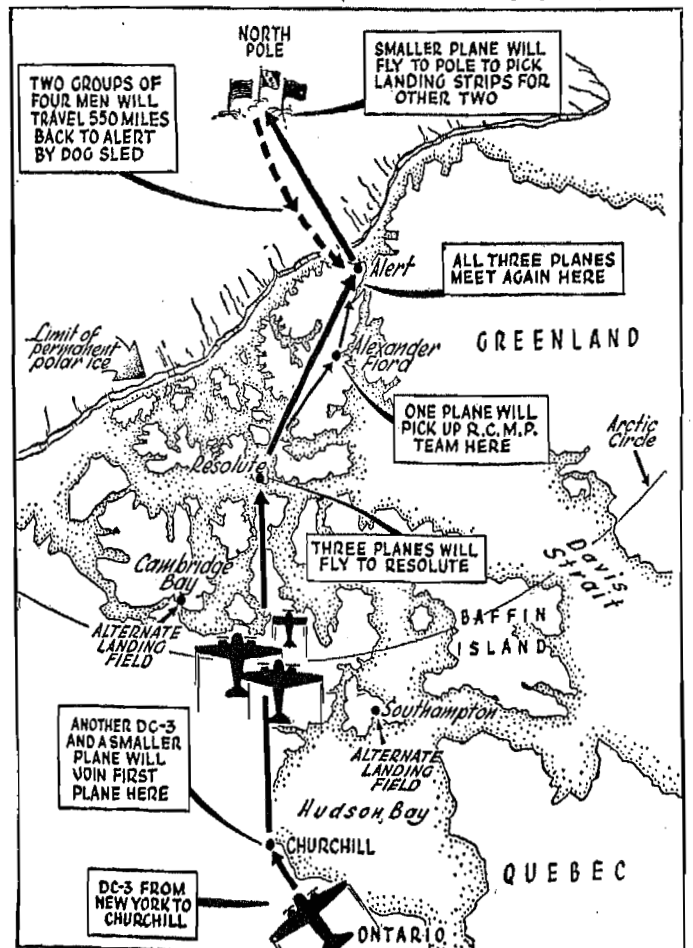 NORTH
POLE
SMALLER PLANE WILL
FLY TO POLE TO PICK
LANDING STRIPS FOR
OTHER TWO
TWO GROUPS OF
FOUR MEN WILL
TRAVEL 550 MILES
BACK TO ALERT
BY DOG SLED
Alert
ALL THREE PLANES
MEET AGAIN HERE
GREENLAND
Limit of
permanent
polar ice
Alexander
Fiord
ONE PLANE WILL
PICK UP R.C.M.P.
TEAM HERE
Arctic
Circle
Resolute
THREE PLANES WILL
FLY TO RESOLUTE
Davis
Strait
Cambridge
Bay
ALTERNATE
LANDING
FIELD
BAFFIN
ISLAND
Southampton
ALTERNATE
LANDING
FIELD
ANOTHER DC-3
AND A SMALLER
PLANE WILL
JOIN FIRST
PLANE HERE
Hudson Bay
CHURCHILL
QUEBEC
DC-3 FROM
NEW YORK TO
CHURCHILL
ONTARIO